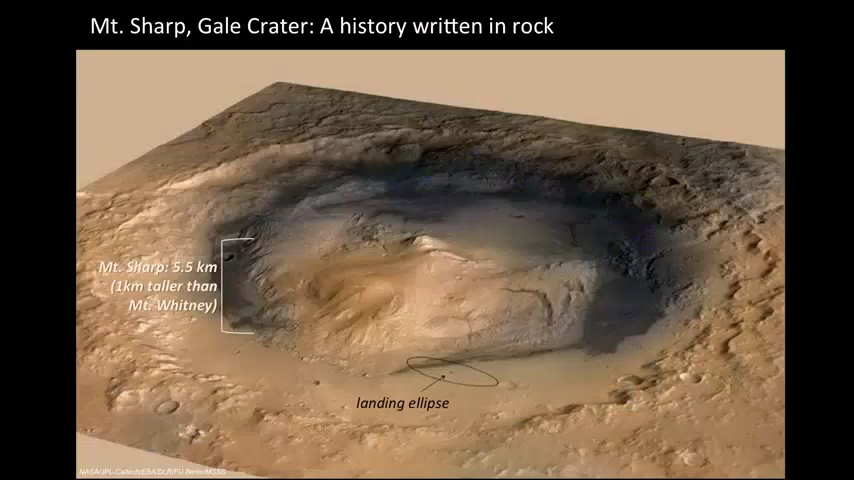 Mt. Sharp, Gale Crater: A history written in rock
Mt. Sharp: 5.5 km
(1km taller than
Mt. Whitney)
landing ellipse
NASA/JPL-Caltech/ESA/DLR/FU Berlin/MSSS